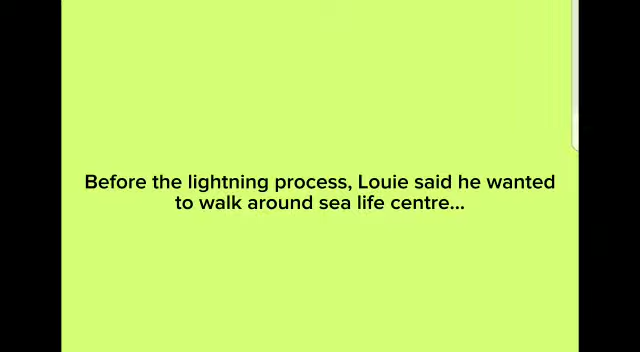 Before the lightning process, Louie said he wanted
to walk around sea life centre...